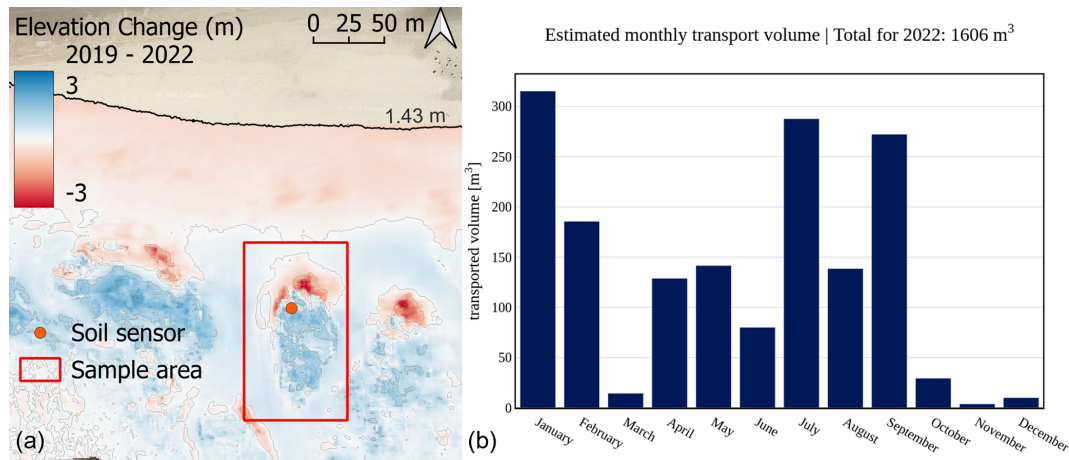 Elevation Change (m)
2019 - 2022
3
-3
0 25 50 m
1.43 m
Soil sensor
Sample area
(a)
Estimated monthly transport volume | Total for 2022: 1606 m³
transported volume [m³]
300
250
200
150
100
50
0
January
February
March
April
May
June
July
August
September
October
November
December
(b)